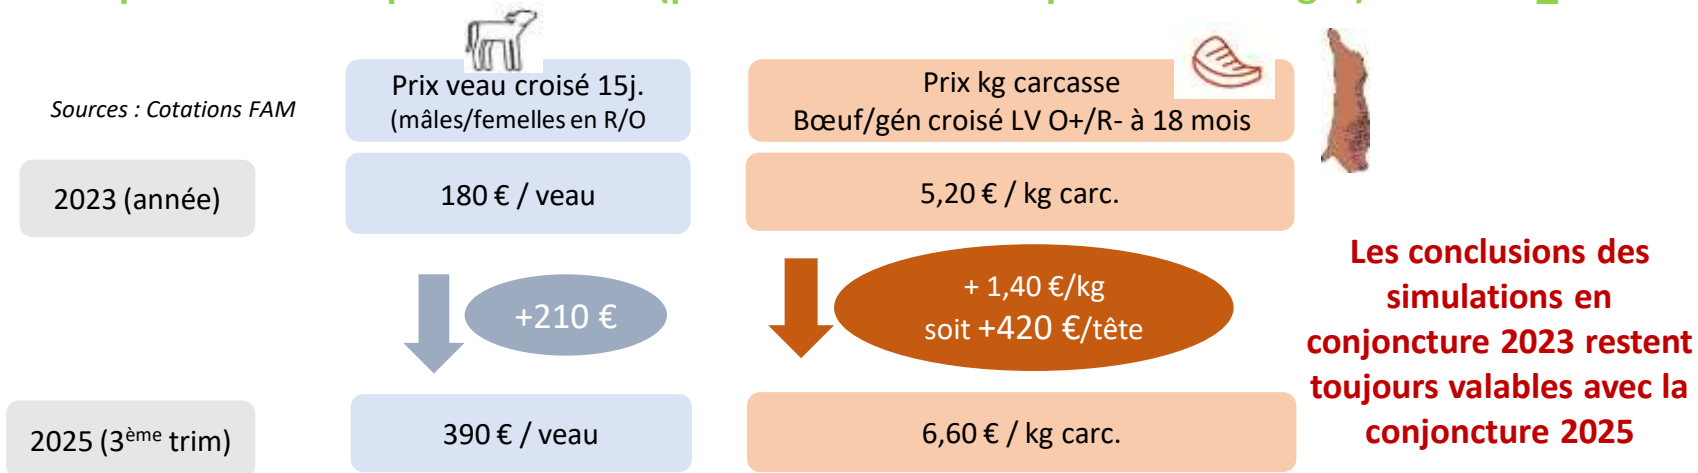 Sources : Cotations FAM
Prix veau croisé 15j.
(mâles/femelles en R/O
Prix kg carcasse
Bœuf/gén croisé LV O+/R- à 18 mois
2023 (année)
180 € / veau
5,20 € / kg carc.
+210 €
+ 1,40 €/kg
soit +420 €/tête
Les conclusions des
simulations en
conjoncture 2023 restent
toujours valables avec la
conjoncture 2025
2025 (3ème trim)
390 € / veau
6,60 € / kg carc.